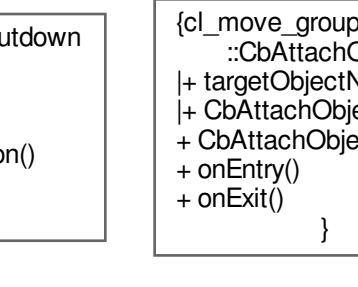 utdown
on()
{cl_move_group
::CbAttachO
|+ targetObjectN
|+ CbAttachObje
+ CbAttachObje
+ onEntry()
+ onExit()
}